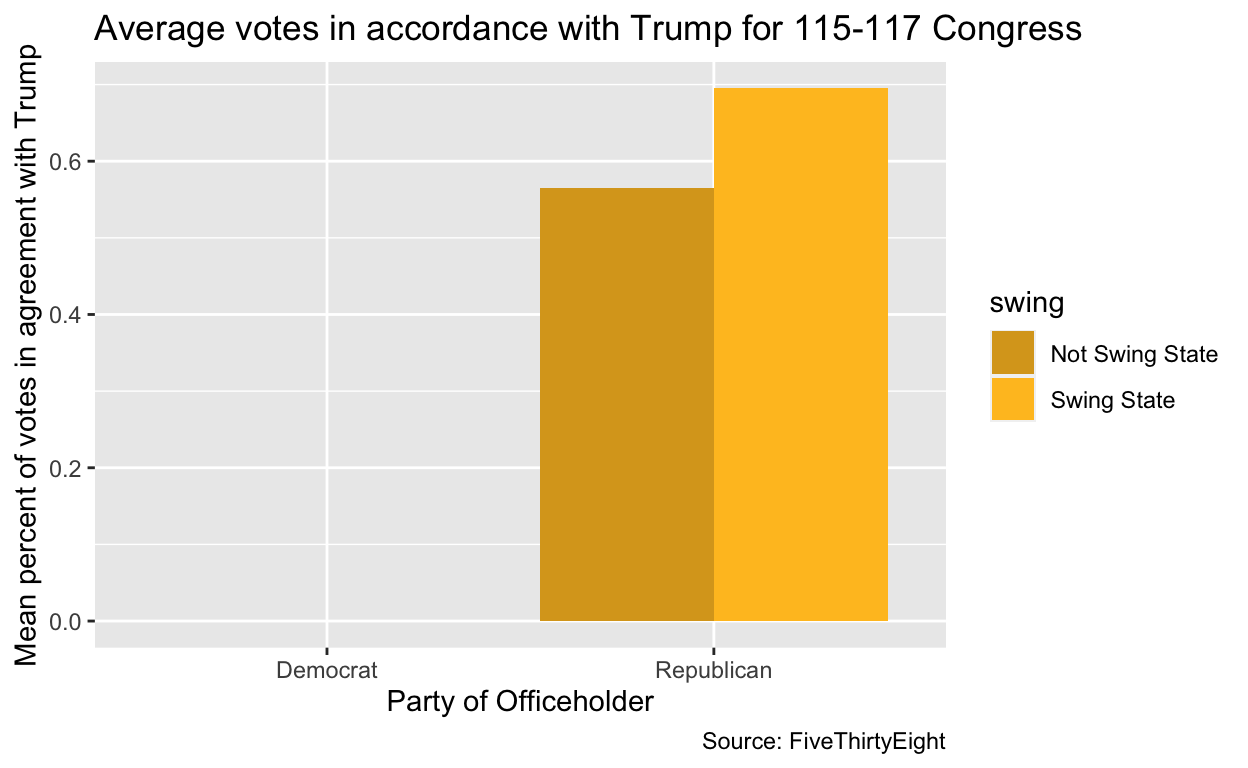 Average votes in accordance with Trump for 115-117 Congress
Mean percent of votes in agreement with Trump
0.6
0.4
0.2
0.0
Democrat
Republican
Party of Officeholder
swing
Not Swing State
Swing State
Source: FiveThirtyEight